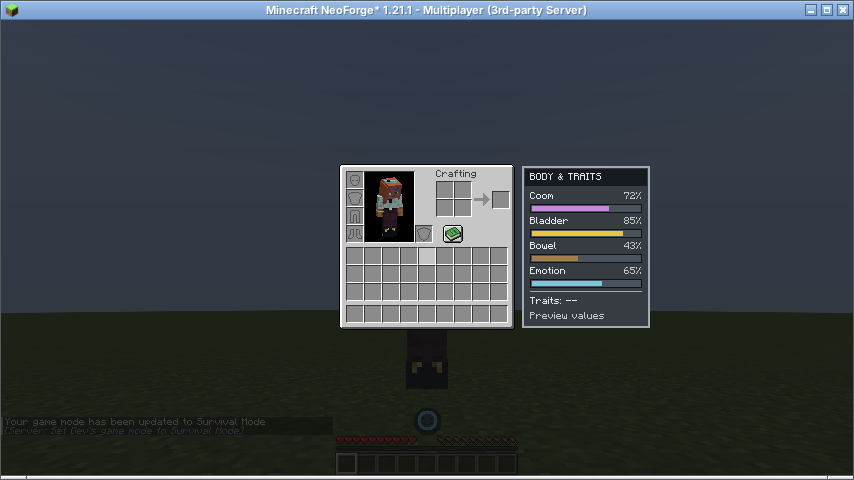 Minecraft NeoForge* 1.21.1 - Multiplayer (3rd-party Server)
Crafting
BODY & TRAITS
Coom 72%
Bladder 85%
Bowel 43%
Emotion 65%
Traits: --
Preview values
Your game mode has been updated to Survival Mode
[Server: Set Dev's game mode to Survival Mode]